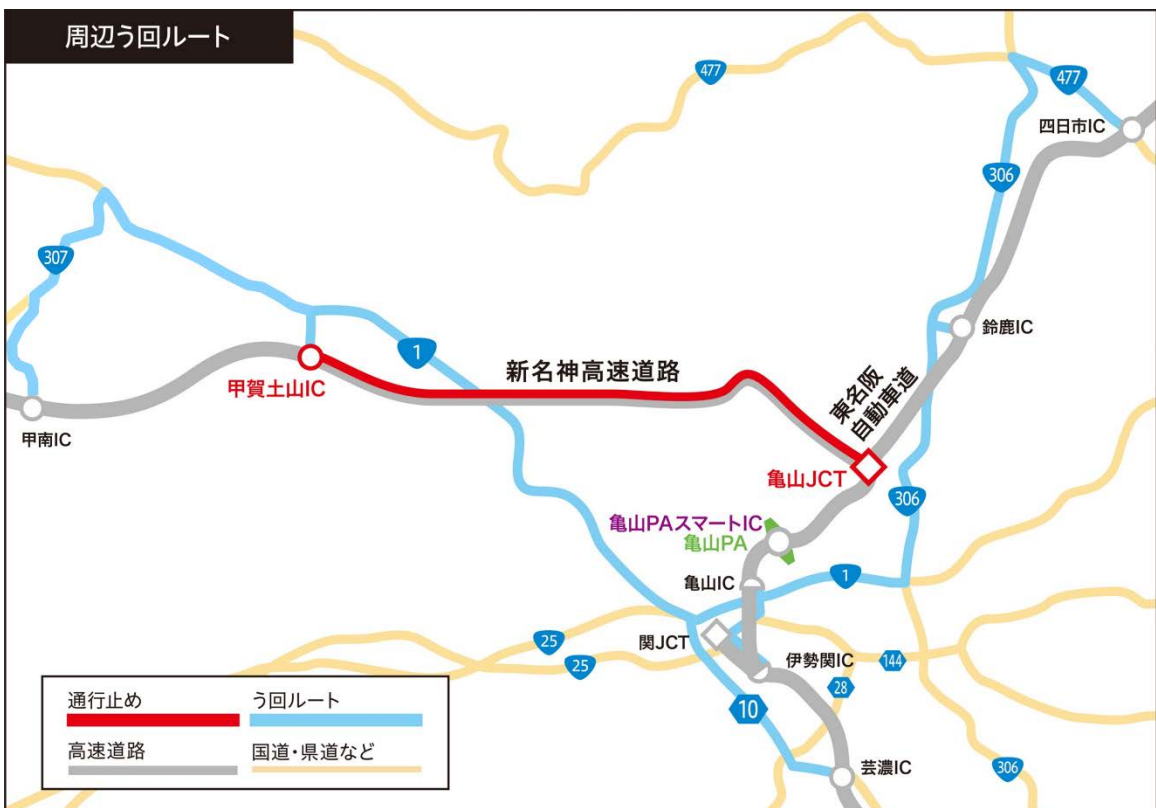 周辺う回ルート
477
477
四日市IC
306
307
鈴鹿IC
1
新名神高速道路
甲賀土山IC
東名阪
自動車道
甲南IC
亀山JCT
306
亀山PAスマートIC
亀山PA
亀山IC
1
関JCT
25
25
伊勢関IC
144
28
10
芸濃IC
306
通行止め
う回ルート
高速道路
国道・県道など